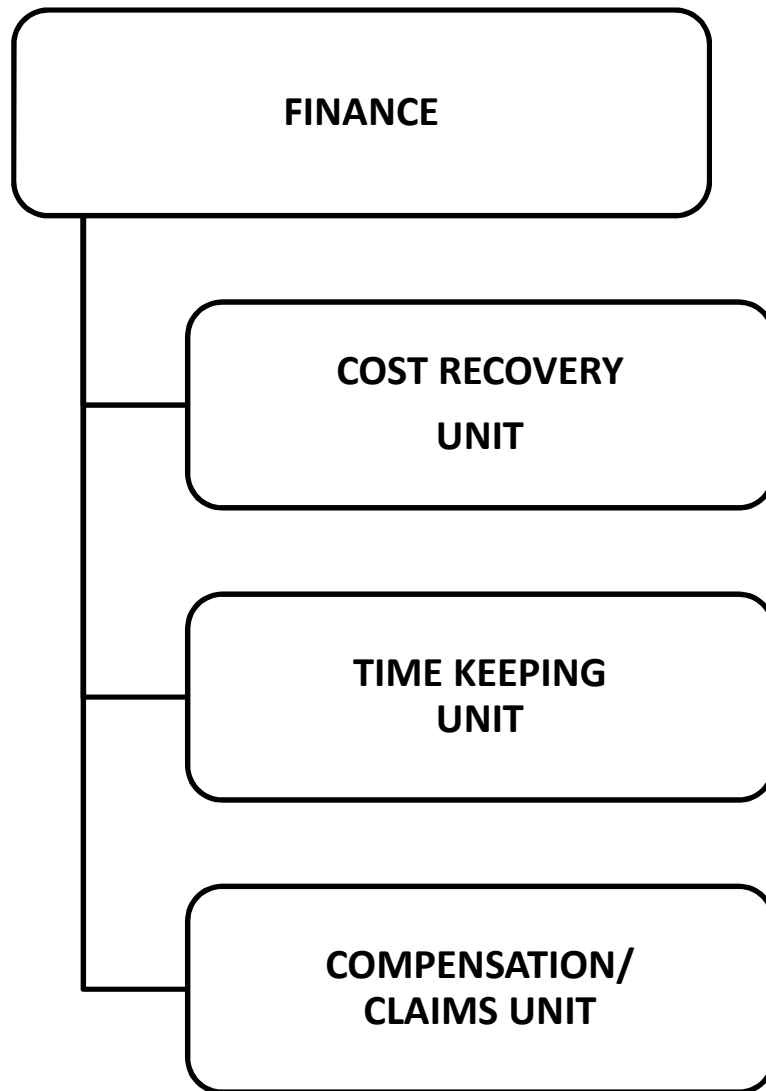 FINANCE
COST RECOVERY
UNIT
TIME KEEPING
UNIT
COMPENSATION/
CLAIMS UNIT